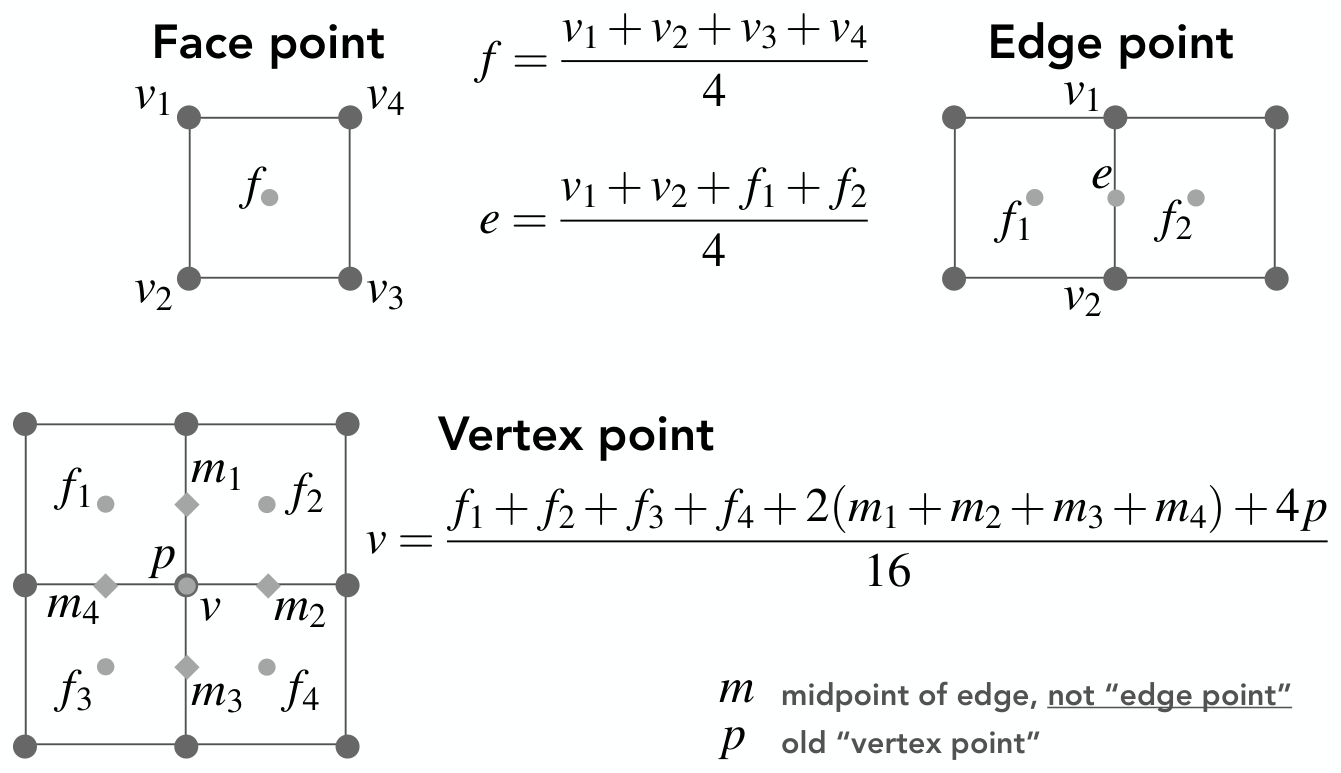 Face point
f = (v₁ + v₂ + v₃ + v₄) / 4
Edge point
v₁
v₄
f
v₂
v₃
e = (v₁ + v₂ + f₁ + f₂) / 4
v₁
e
f₁
f₂
v₂
Vertex point
f₁
m₁
f₂
p
m₄
v
m₂
f₃
m₃
f₄
v = (f₁ + f₂ + f₃ + f₄ + 2(m₁ + m₂ + m₃ + m₄) + 4p) / 16
m midpoint of edge, not “edge point”
p old “vertex point”